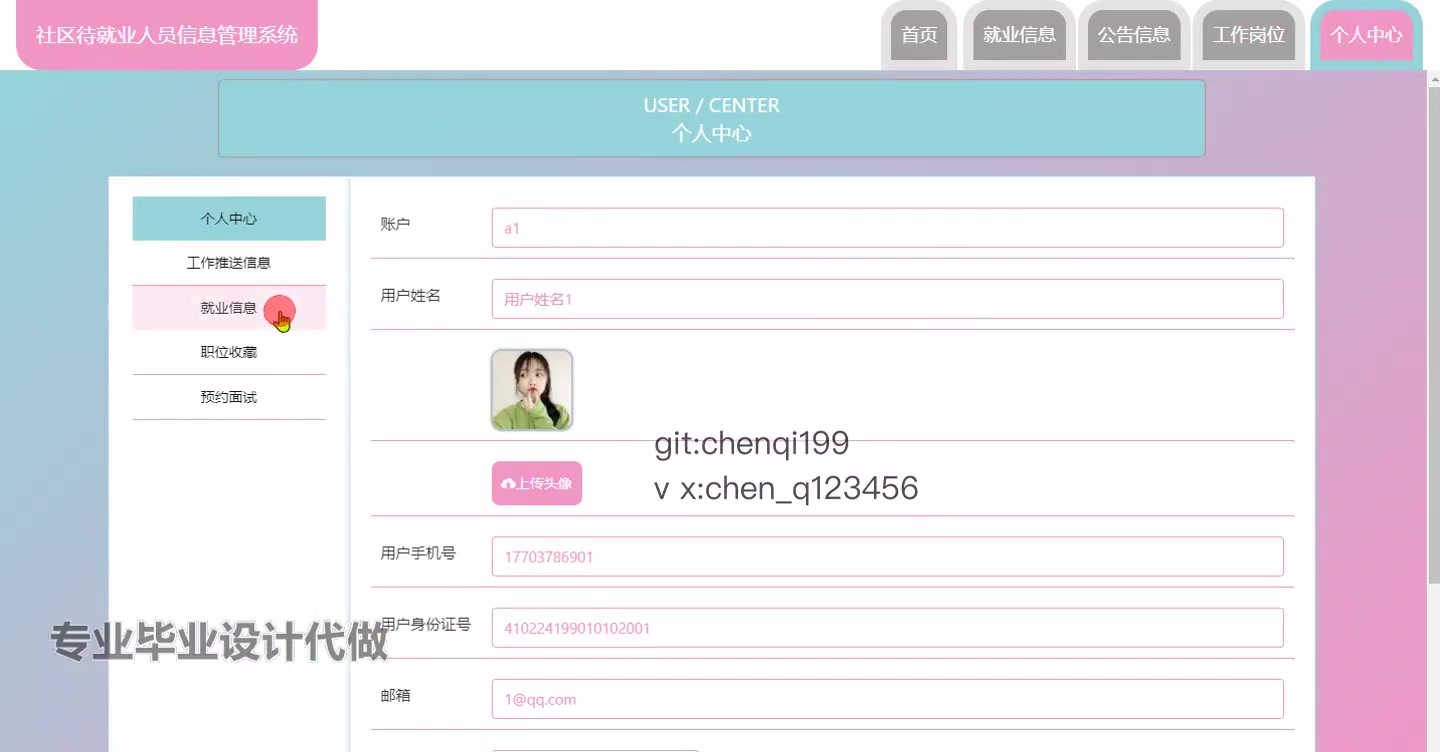 社区待就业人员信息管理系统
首页
就业信息
公告信息
工作岗位
个人中心
USER / CENTER
个人中心
个人中心
工作推送信息
就业信息
职位收藏
预约面试
账户
a1
用户姓名
用户姓名1
git:chenqi199
上传头像
v x:chen_q123456
用户手机号
17703786901
用户身份证号
410224199010102001
专业毕业设计代做
邮箱
1@qq.com